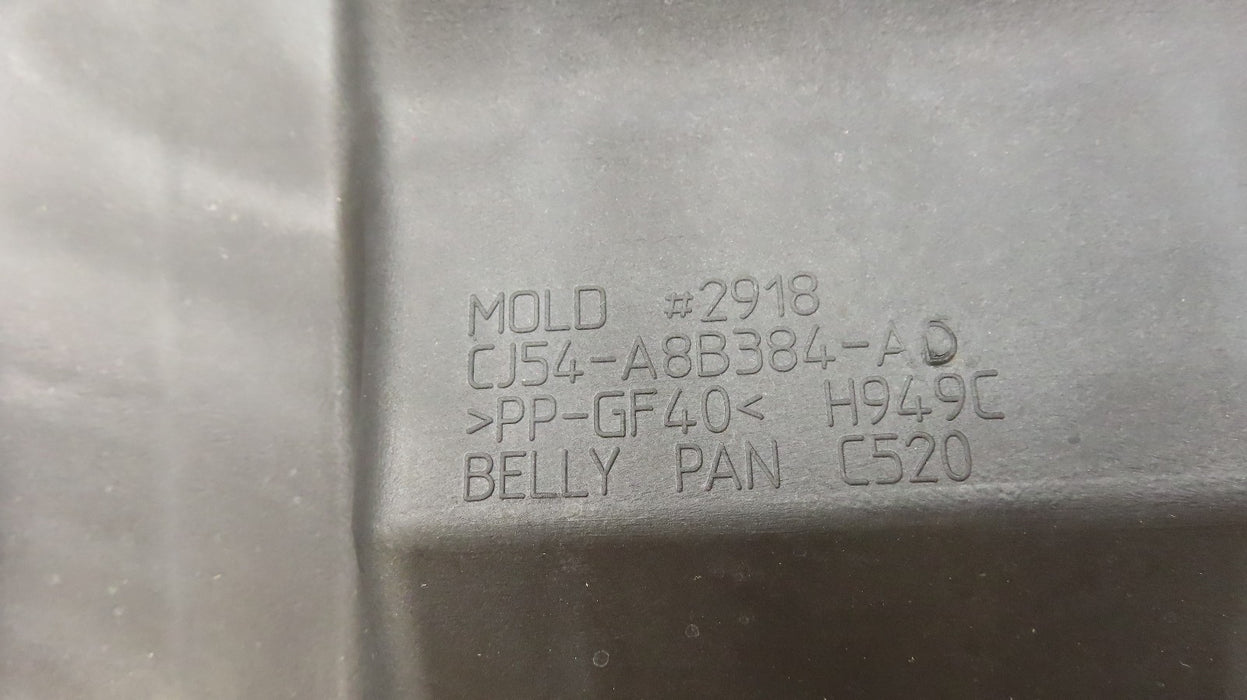 MOLD #2918
CJ54-A8B384-AD
>PP-GF40< H949C
BELLY PAN C520